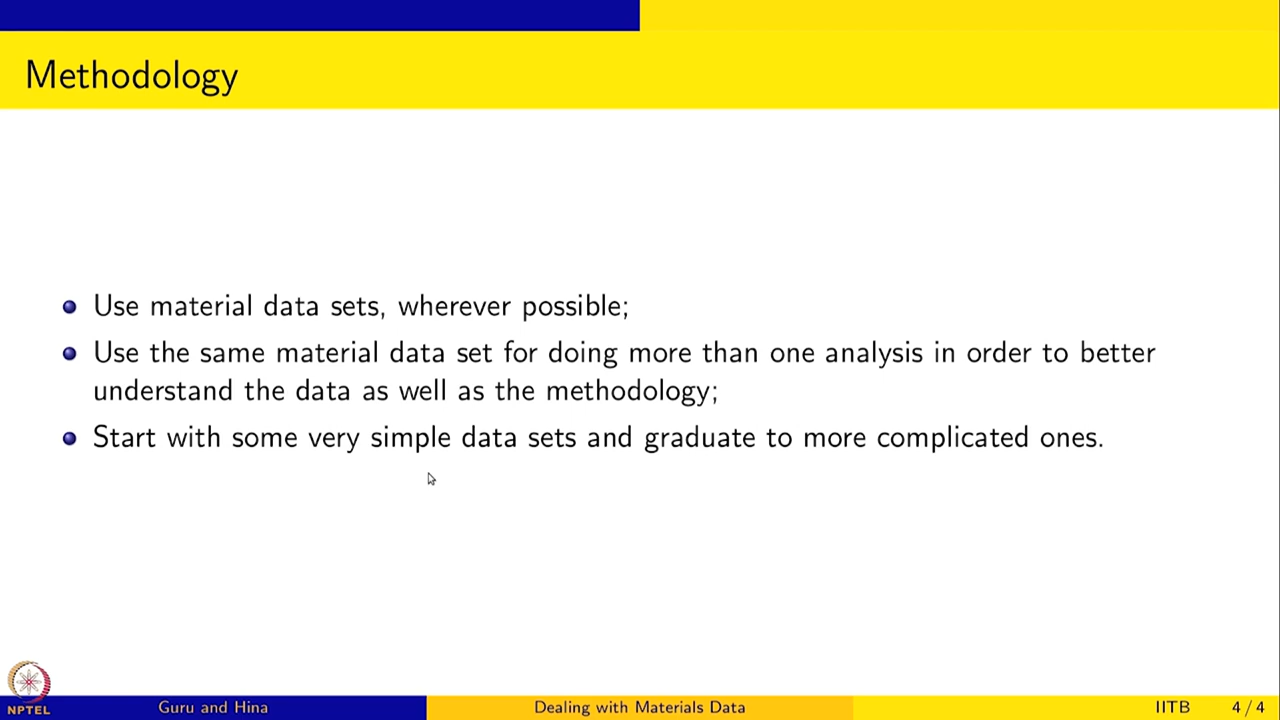 Methodology
Use material data sets, wherever possible;
Use the same material data set for doing more than one analysis in order to better
understand the data as well as the methodology;
Start with some very simple data sets and graduate to more complicated ones.
NPTEL
Guru and Hina
Dealing with Materials Data
IITB
4 / 4